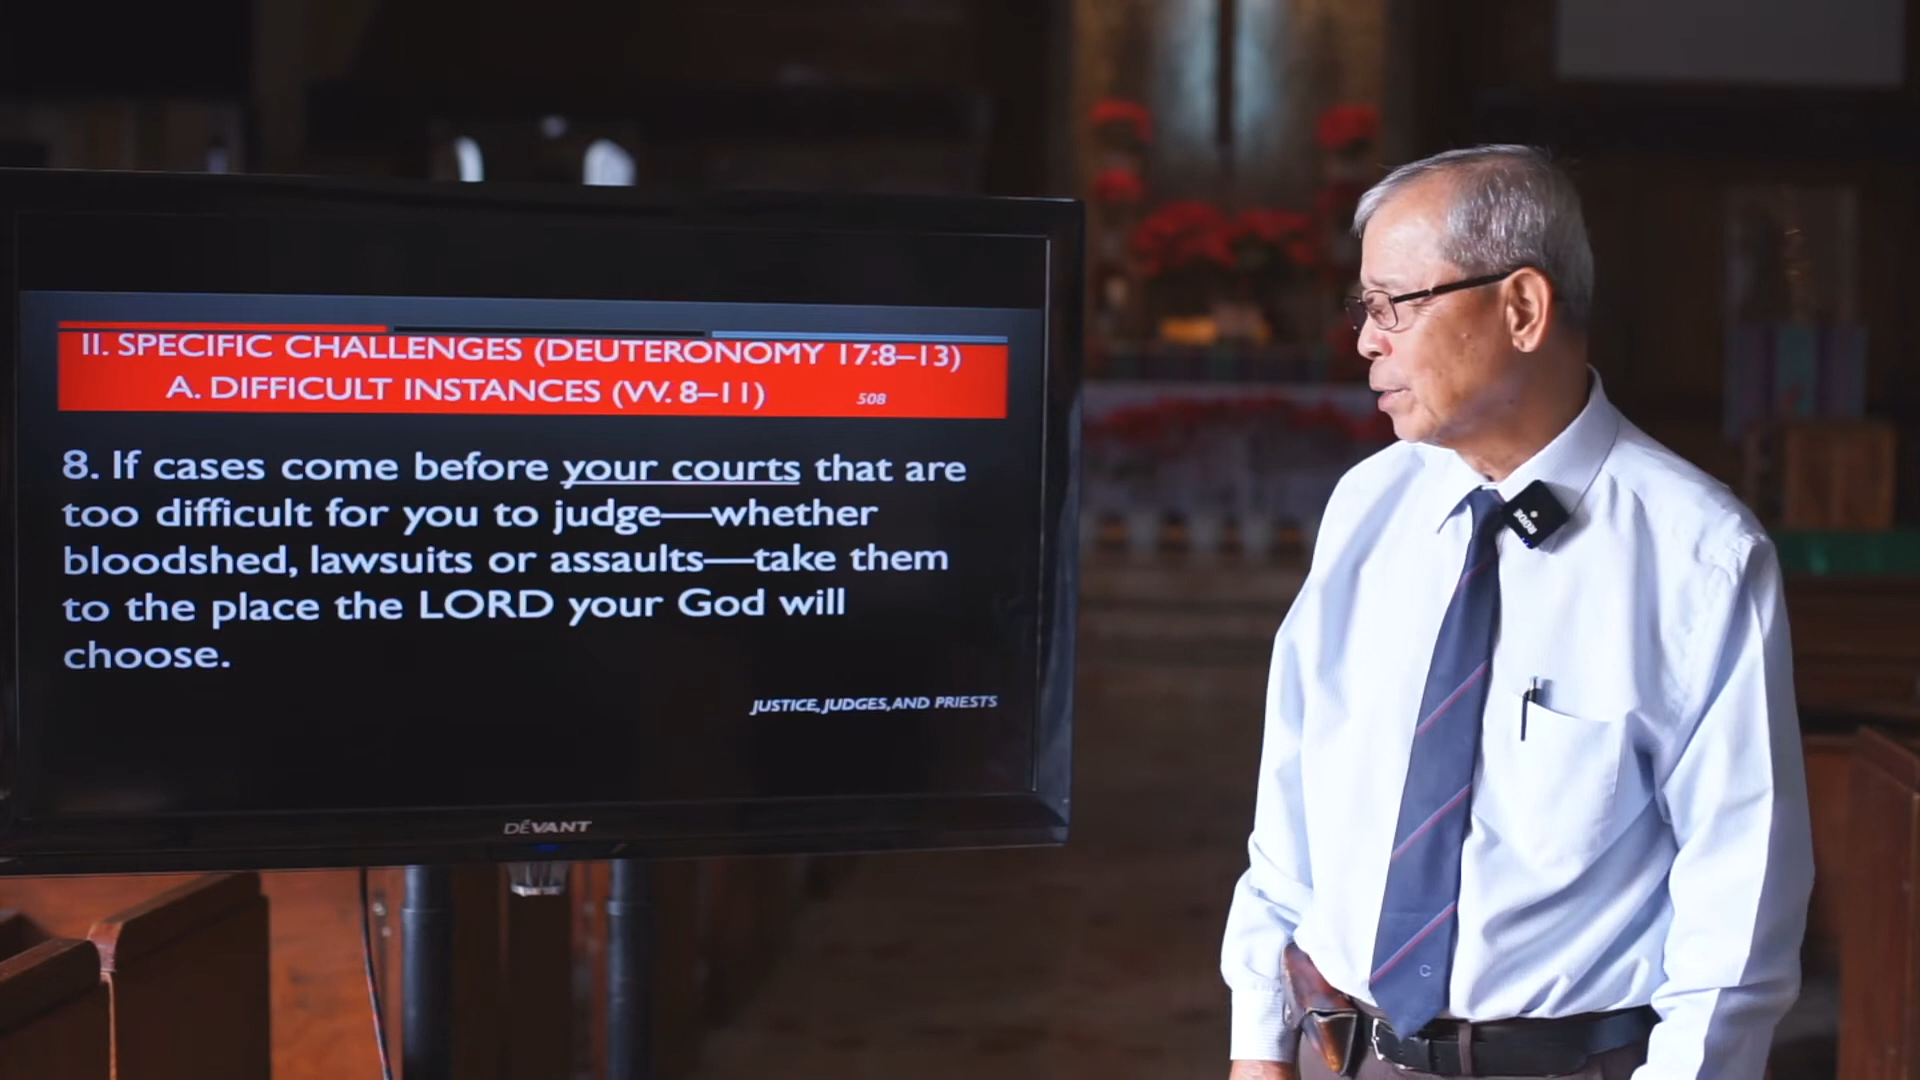 II. SPECIFIC CHALLENGES (DEUTERONOMY 17:8–13)
A. DIFFICULT INSTANCES (VV. 8–11)
508
8. If cases come before your courts that are
too difficult for you to judge—whether
bloodshed, lawsuits or assaults—take them
to the place the LORD your God will
choose.
JUSTICE, JUDGES, AND PRIESTS
DEVANT
RODE
C